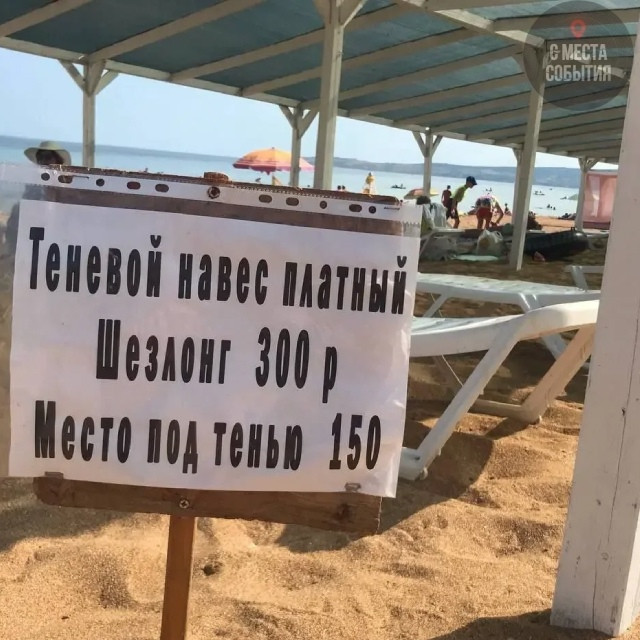 С МЕСТА
СОБЫТИЯ
Теневой навес платный
Шезлонг 300 р
Место под тенью 150